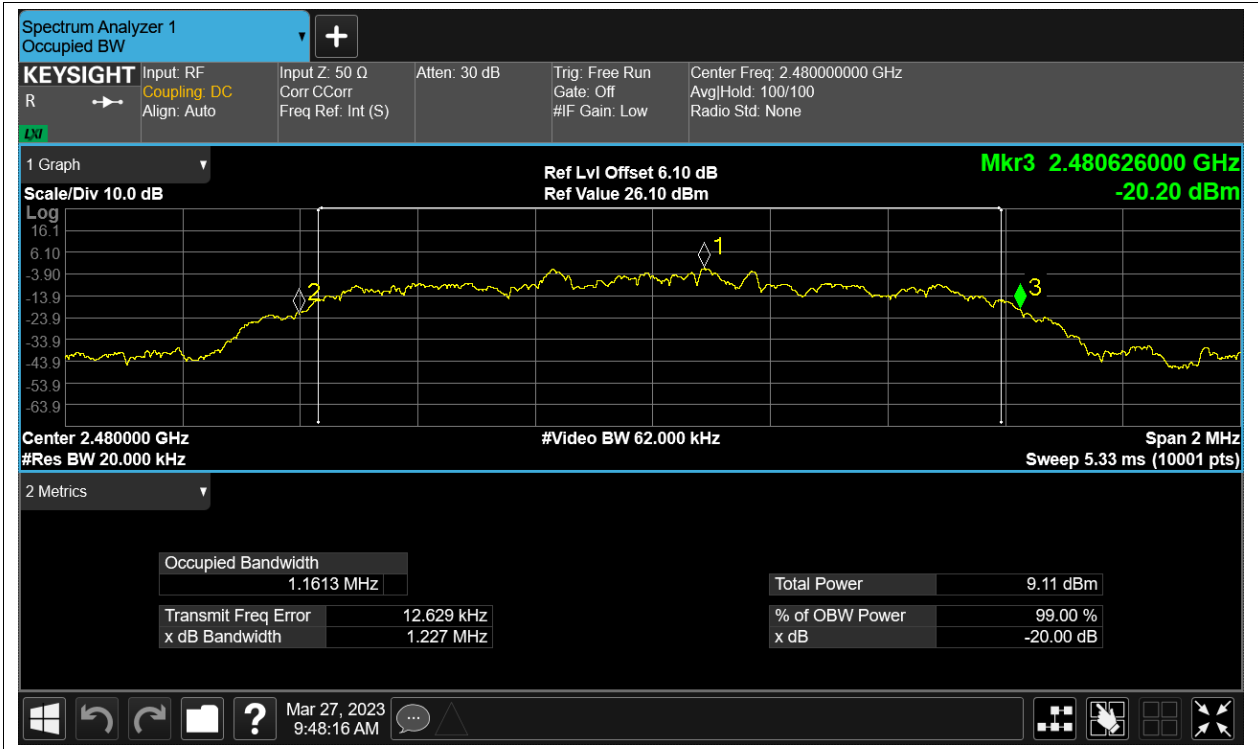 Spectrum Analyzer 1
Occupied BW
KEYSIGHT
R
LXI
Input: RF
Coupling: DC
Align: Auto
Input Z: 50 Ω
Corr CCorr
Freq Ref: Int (S)
Atten: 30 dB
Trig: Free Run
Gate: Off
#IF Gain: Low
Center Freq: 2.480000000 GHz
Avg|Hold: 100/100
Radio Std: None
1 Graph
Scale/Div 10.0 dB
Ref Lvl Offset 6.10 dB
Ref Value 26.10 dBm
Mkr3 2.480626000 GHz
-20.20 dBm
Log
16.1
6.10
-3.90
-13.9
-23.9
-33.9
-43.9
-53.9
-63.9
1
2
3
Center 2.480000 GHz
#Video BW 62.000 kHz
Span 2 MHz
#Res BW 20.000 kHz
Sweep 5.33 ms (10001 pts)
2 Metrics
Occupied Bandwidth
1.1613 MHz
Transmit Freq Error 12.629 kHz
x dB Bandwidth 1.227 MHz
Total Power 9.11 dBm
% of OBW Power 99.00 %
x dB -20.00 dB
?
Mar 27, 2023
9:48:16 AM